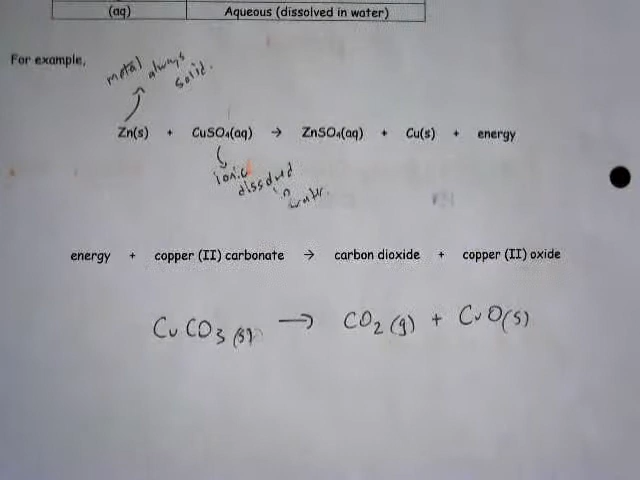 (aq) Aqueous (dissolved in water)
For example,
metal always solid.
Zn(s) + CuSO₄(aq) → ZnSO₄(aq) + Cu(s) + energy
ionic
dissolved
in
water.
energy + copper (II) carbonate → carbon dioxide + copper (II) oxide
CuCO₃ (s) → CO₂ (g) + CuO(s)